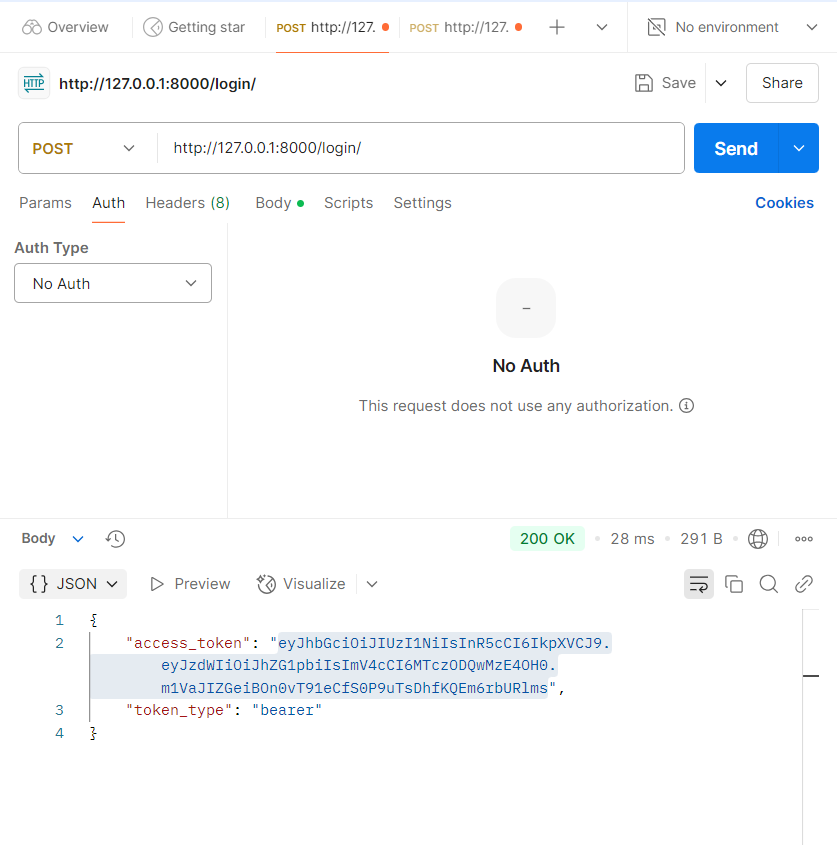 Overview Getting star POST http://127. POST http://127. No environment
HTTP http://127.0.0.1:8000/login/ Save Share
POST http://127.0.0.1:8000/login/ Send
Params Auth Headers (8) Body Scripts Settings Cookies
Auth Type
No Auth
No Auth
This request does not use any authorization.
Body 200 OK 28 ms 291 B
{} JSON Preview Visualize
1 {
2 "access_token": "eyJhbGciOiJIUzI1NiIsInR5cCI6IkpXVCJ9.
eyJzdWIiOiJhZG1pbiIsImV4cCI6MTczODQwMzE4OH0.
m1VaJIZGeiBOn0vT91eCfS0P9uTsDhfKQEm6rbURlms",
3 "token_type": "bearer"
4 }